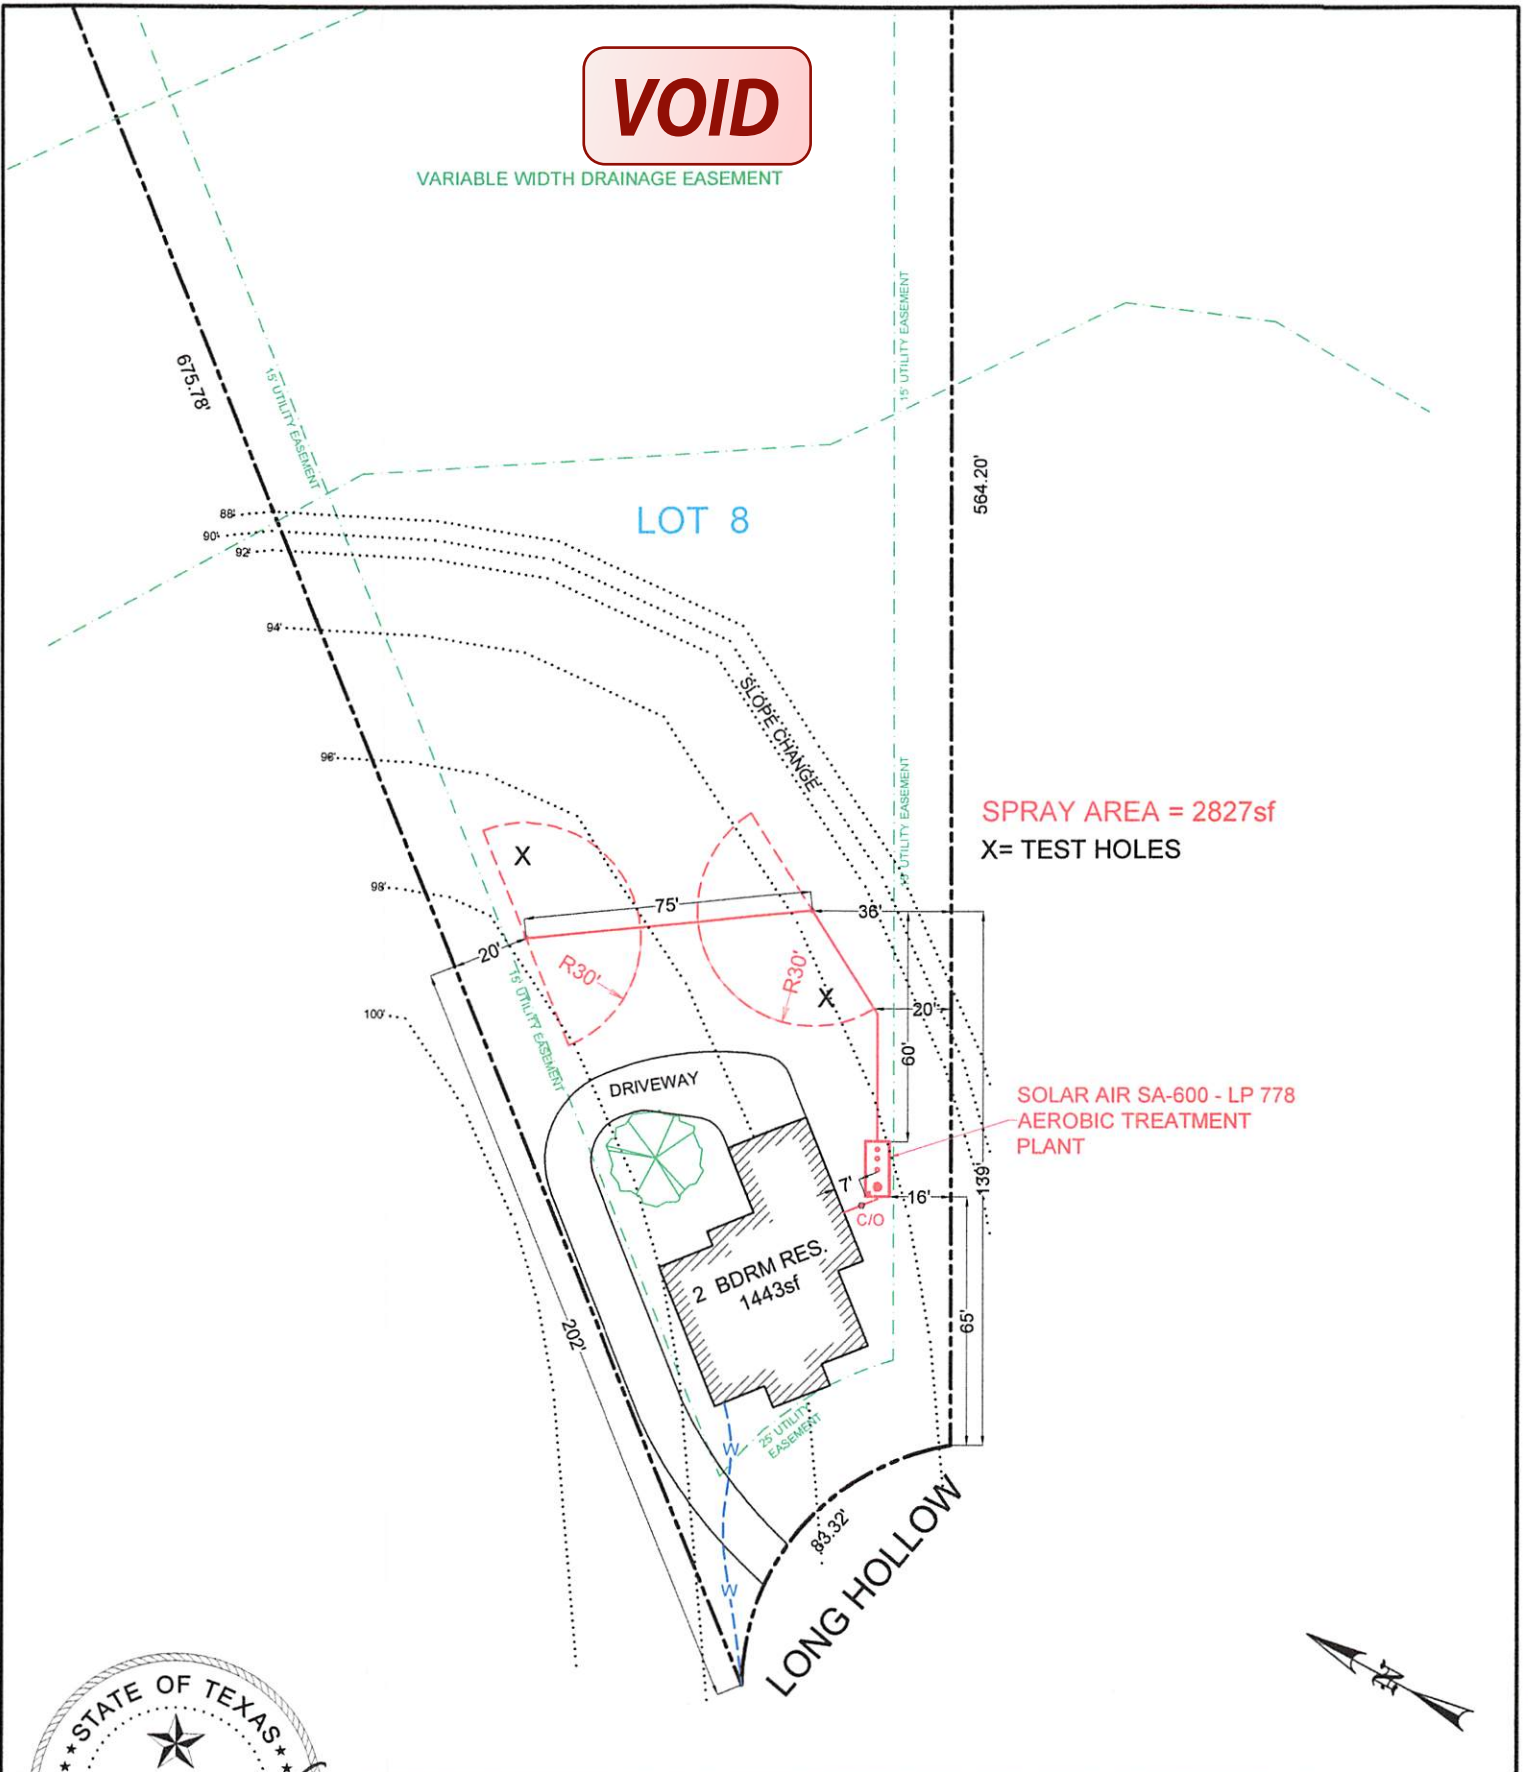 VOID
VARIABLE WIDTH DRAINAGE EASEMENT
15' UTILITY EASEMENT
675.78'
15' UTILITY EASEMENT
564.20'
88'
LOT 8
90'
92'
94'
SLOPE CHANGE
96'
15' UTILITY EASEMENT
SPRAY AREA = 2827sf
X= TEST HOLES
X
98'
75'
36'
20'
R30'
R30'
X
15' UTILITY EASEMENT
100'
20'
60'
DRIVEWAY
SOLAR AIR SA-600 - LP 778
AEROBIC TREATMENT
PLANT
139'
7'
16'
C/O
2 BDRM RES.
1443sf
65'
202'
25' UTILITY
EASEMENT
W
83.32'
LONG HOLLOW
W
N
STATE OF TEXAS